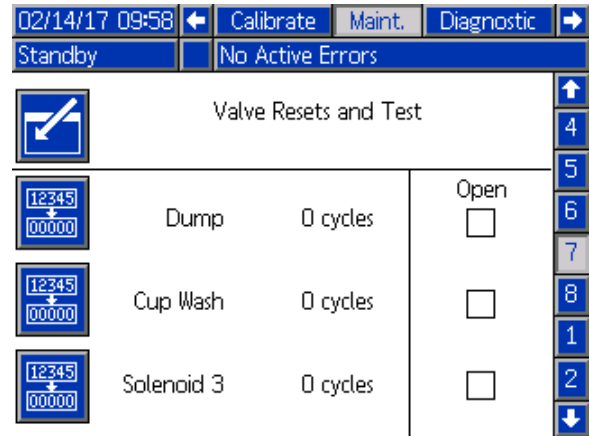 02/14/17 09:58 Calibrate Maint. Diagnostic
Standby No Active Errors
Valve Resets and Test
4
5
Open
12345
00000
Dump 0 cycles
6
7
12345
00000
Cup Wash 0 cycles
8
1
12345
00000
Solenoid 3 0 cycles
2